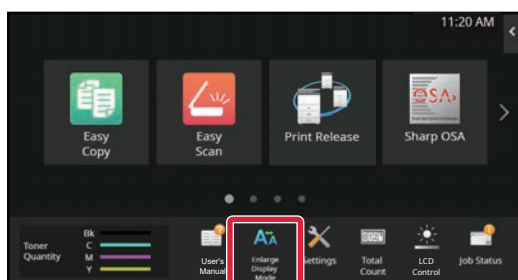 11:20 AM
Easy
Copy
Easy
Scan
Print Release
OSA
Sharp OSA
Toner
Quantity
Bk
C
M
Y
User's
Manual
AA
Enlarge
Display
Mode
Settings
Total
Count
LCD
Control
Job Status